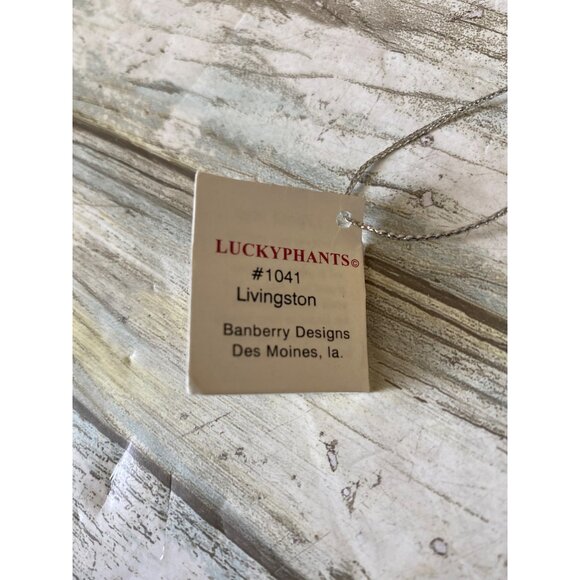 LUCKYPHANTS©
#1041
Livingston
Banberry Designs
Des Moines, Ia.